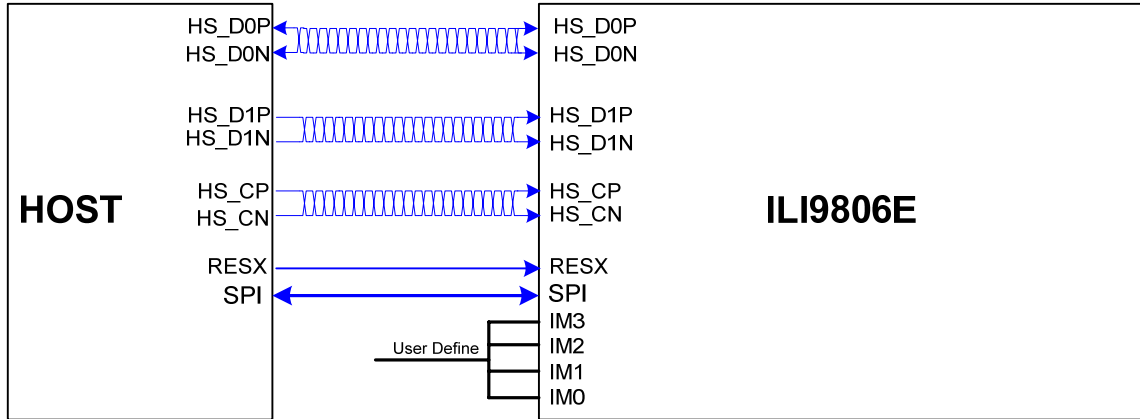 HS_D0P HS_D0P
HS_D0N HS_D0N
HS_D1P HS_D1P
HS_D1N HS_D1N
HS_CP HS_CP
HOST HS_CN HS_CN ILI9806E
RESX RESX
SPI SPI
IM3
User Define IM2
IM1
IM0